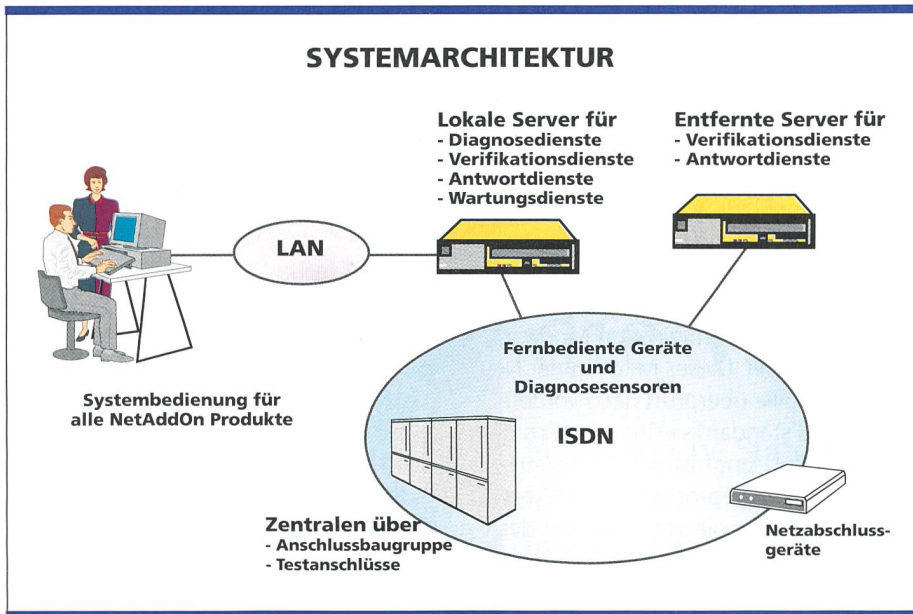 SYSTEMARCHITEKTUR
Lokale Server für
- Diagnosedienste
- Verifikationsdienste
- Antwortdienste
- Wartungsdienste
Entfernte Server für
- Verifikationsdienste
- Antwortdienste
LAN
Systembedienung für
alle NetAddOn Produkte
Fernbediente Geräte
und
Diagnosesensoren
ISDN
Zentralen über
- Anschlussbaugruppe
- Testanschlüsse
Netzabschluss-
geräte